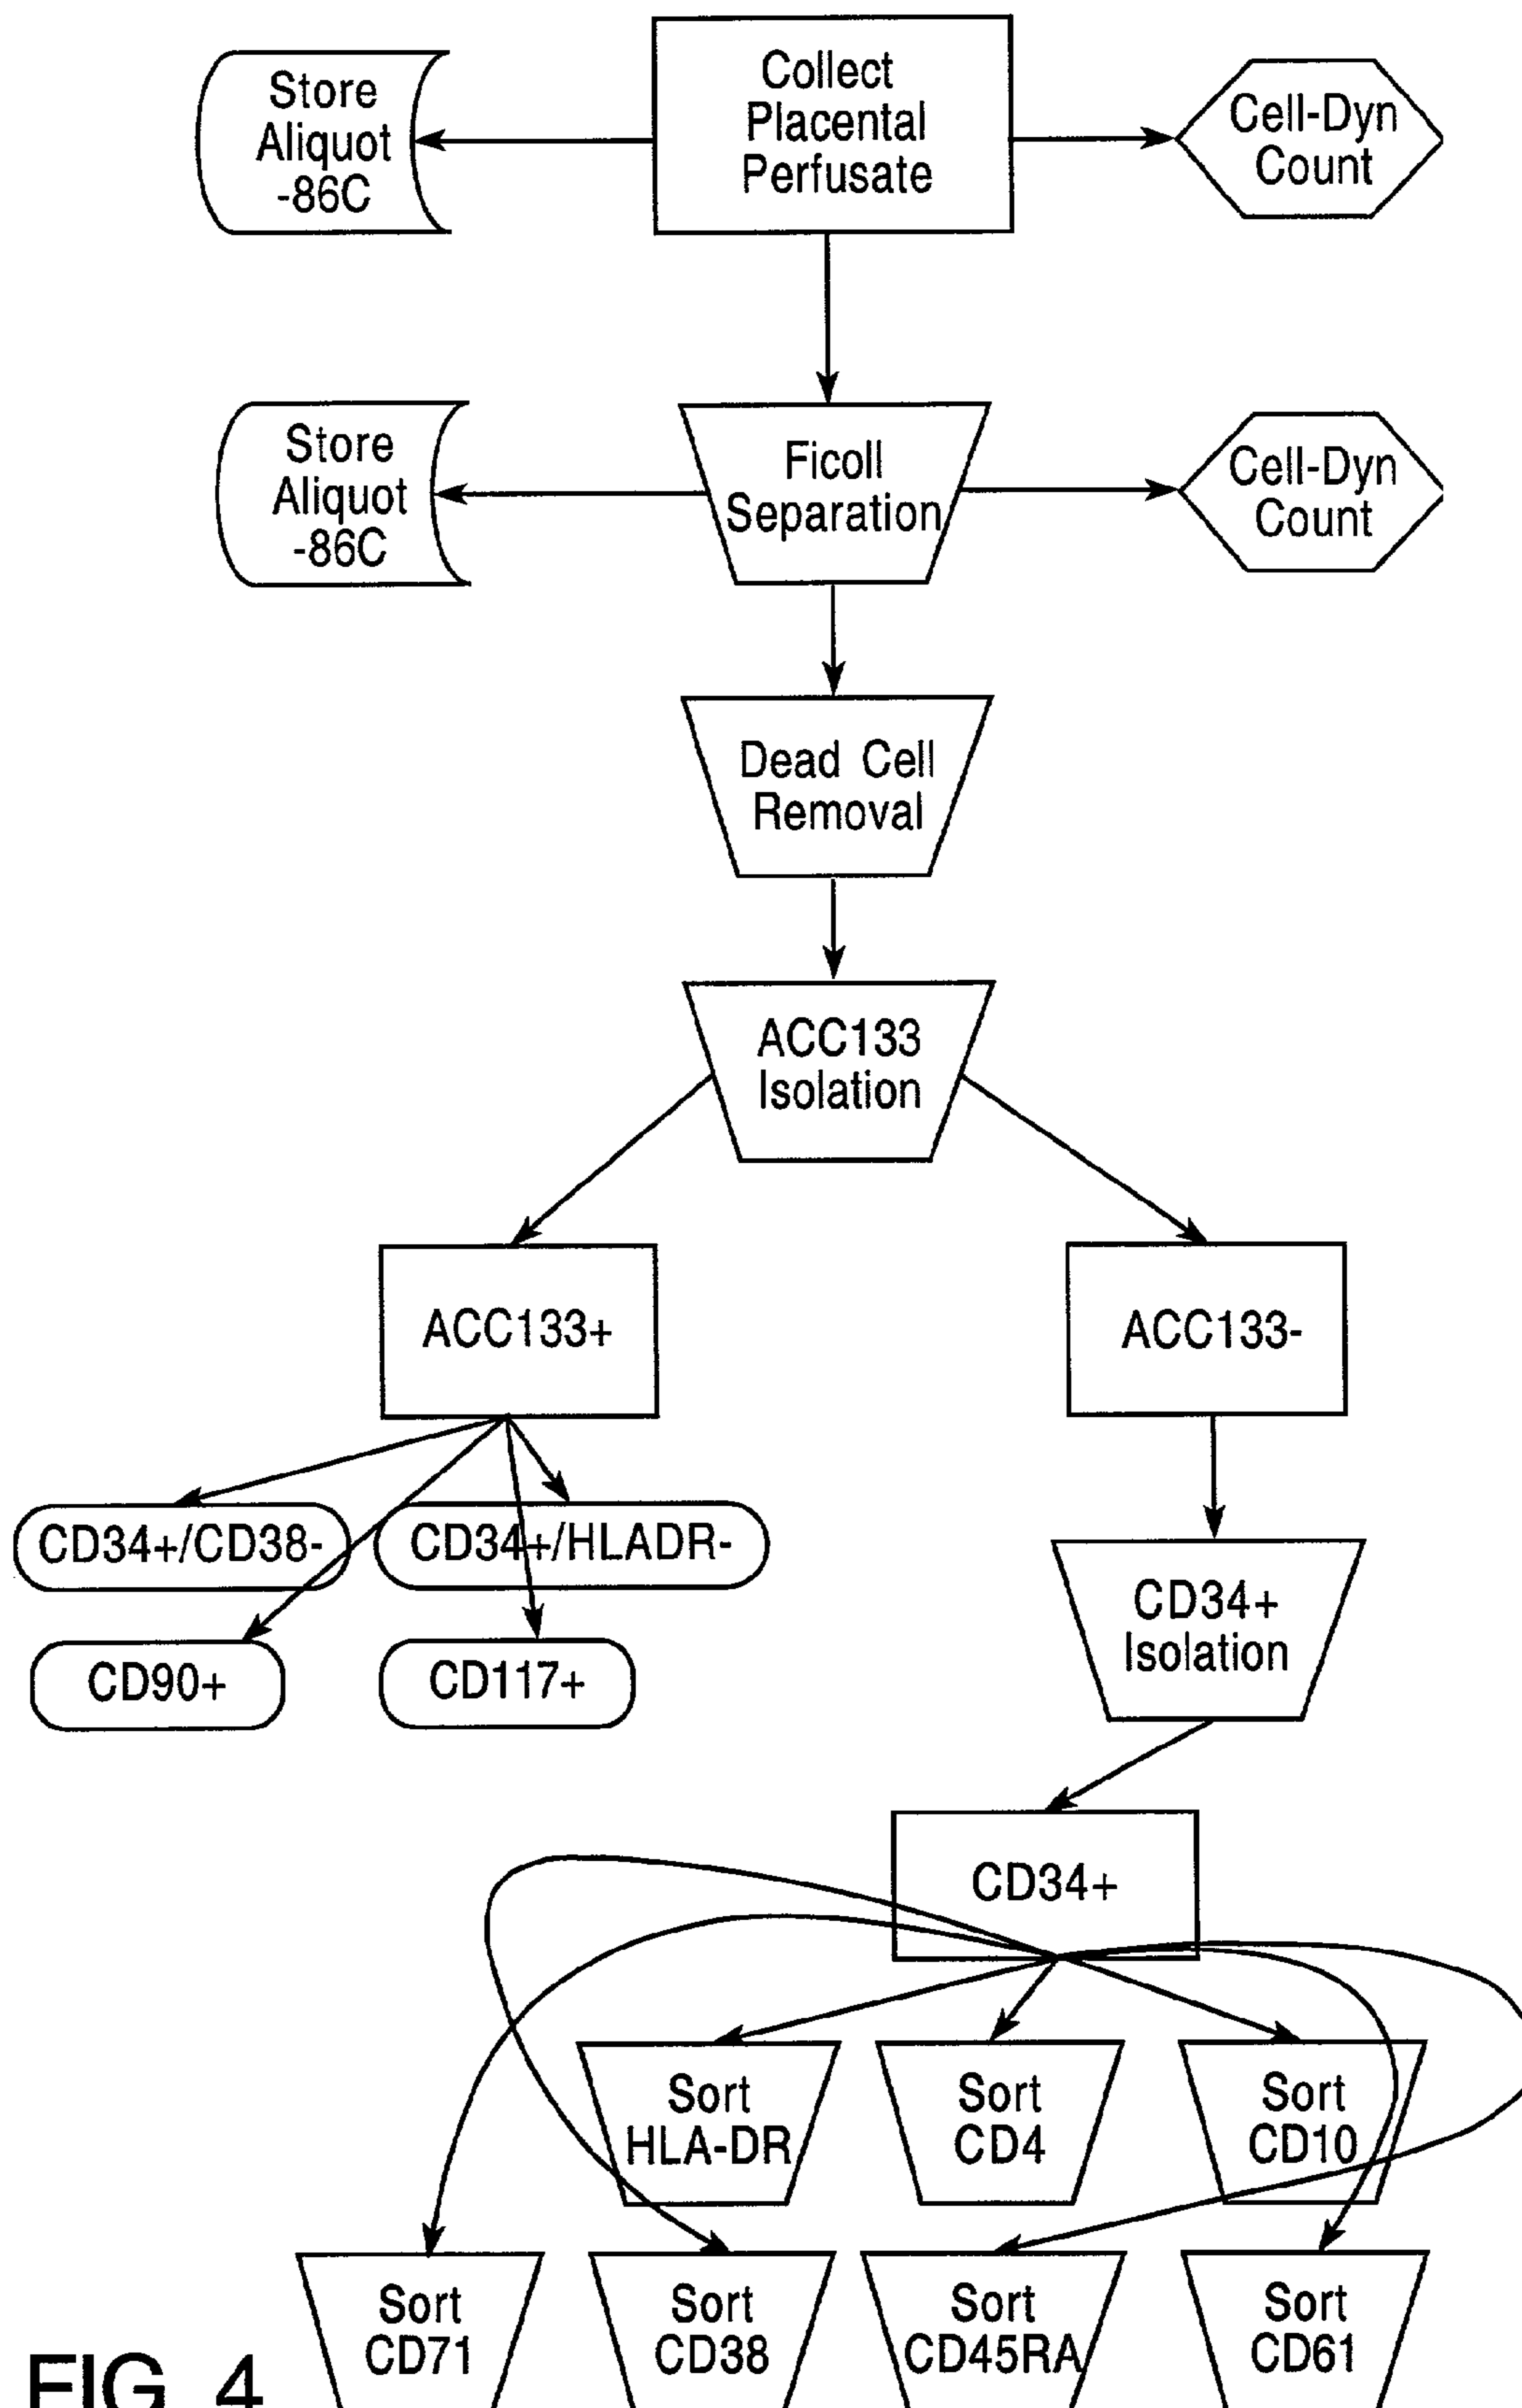 Store
Aliquot
-86C
Collect
Placental
Perfusate
Cell-Dyn
Count
Store
Aliquot
-86C
Ficoll
Separation
Cell-Dyn
Count
Dead Cell
Removal
ACC133
Isolation
ACC133+
ACC133-
CD34+/CD38-
CD34+/HLADR-
CD90+
CD117+
CD34+
Isolation
CD34+
Sort
HLA-DR
Sort
CD4
Sort
CD10
Sort
CD71
Sort
CD38
Sort
CD45RA
Sort
CD61
FIG. 4